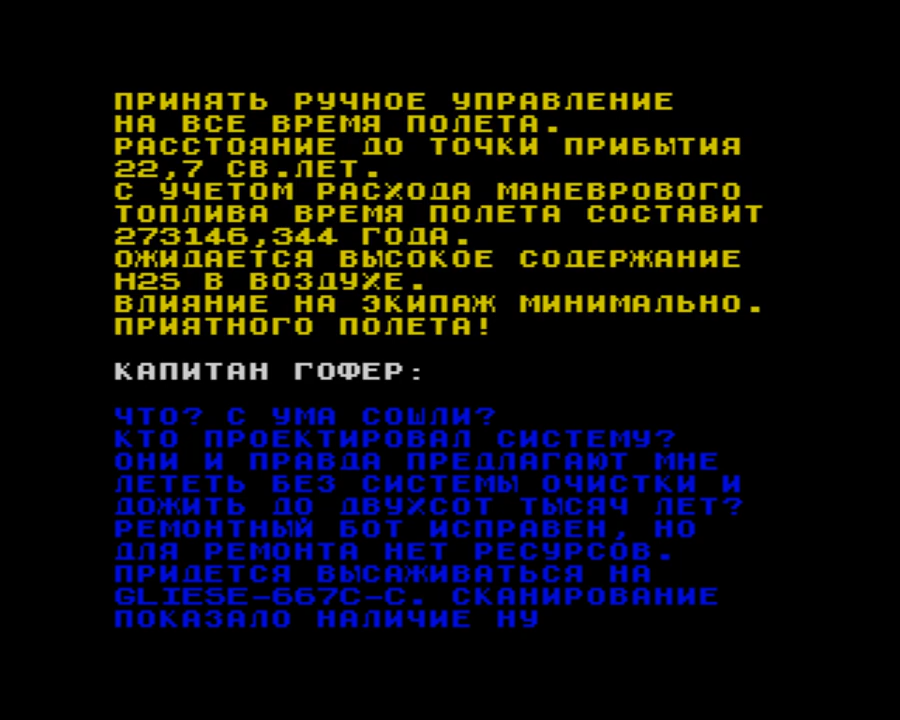 ПРИНЯТЬ РУЧНОЕ УПРАВЛЕНИЕ
НА ВСЕ ВРЕМЯ ПОЛЕТА.
РАССТОЯНИЕ ДО ТОЧКИ ПРИБЫТИЯ
22,7 СВ.ЛЕТ.
С УЧЕТОМ РАСХОДА МАНЕВРОВОГО
ТОПЛИВА ВРЕМЯ ПОЛЕТА СОСТАВИТ
273146,344 ГОДА.
ОЖИДАЕТСЯ ВЫСОКОЕ СОДЕРЖАНИЕ
H2S В ВОЗДУХЕ.
ВЛИЯНИЕ НА ЭКИПАЖ МИНИМАЛЬНО.
ПРИЯТНОГО ПОЛЕТА!
КАПИТАН ГОФЕР:
ЧТО? С УМА СОШЛИ?
КТО ПРОЕКТИРОВАЛ СИСТЕМУ?
ОНИ И ПРАВДА ПРЕДЛАГАЮТ МНЕ
ЛЕТЕТЬ БЕЗ СИСТЕМЫ ОЧИСТКИ И
ДОЖИТЬ ДО ДВУХСОТ ТЫСЯЧ ЛЕТ?
РЕМОНТНЫЙ БОТ ИСПРАВЕН, НО
ДЛЯ РЕМОНТА НЕТ РЕСУРСОВ.
ПРИДЕТСЯ ВЫСАЖИВАТЬСЯ НА
GLIESE-667C-C. СКАНИРОВАНИЕ
ПОКАЗАЛО НАЛИЧИЕ НУ